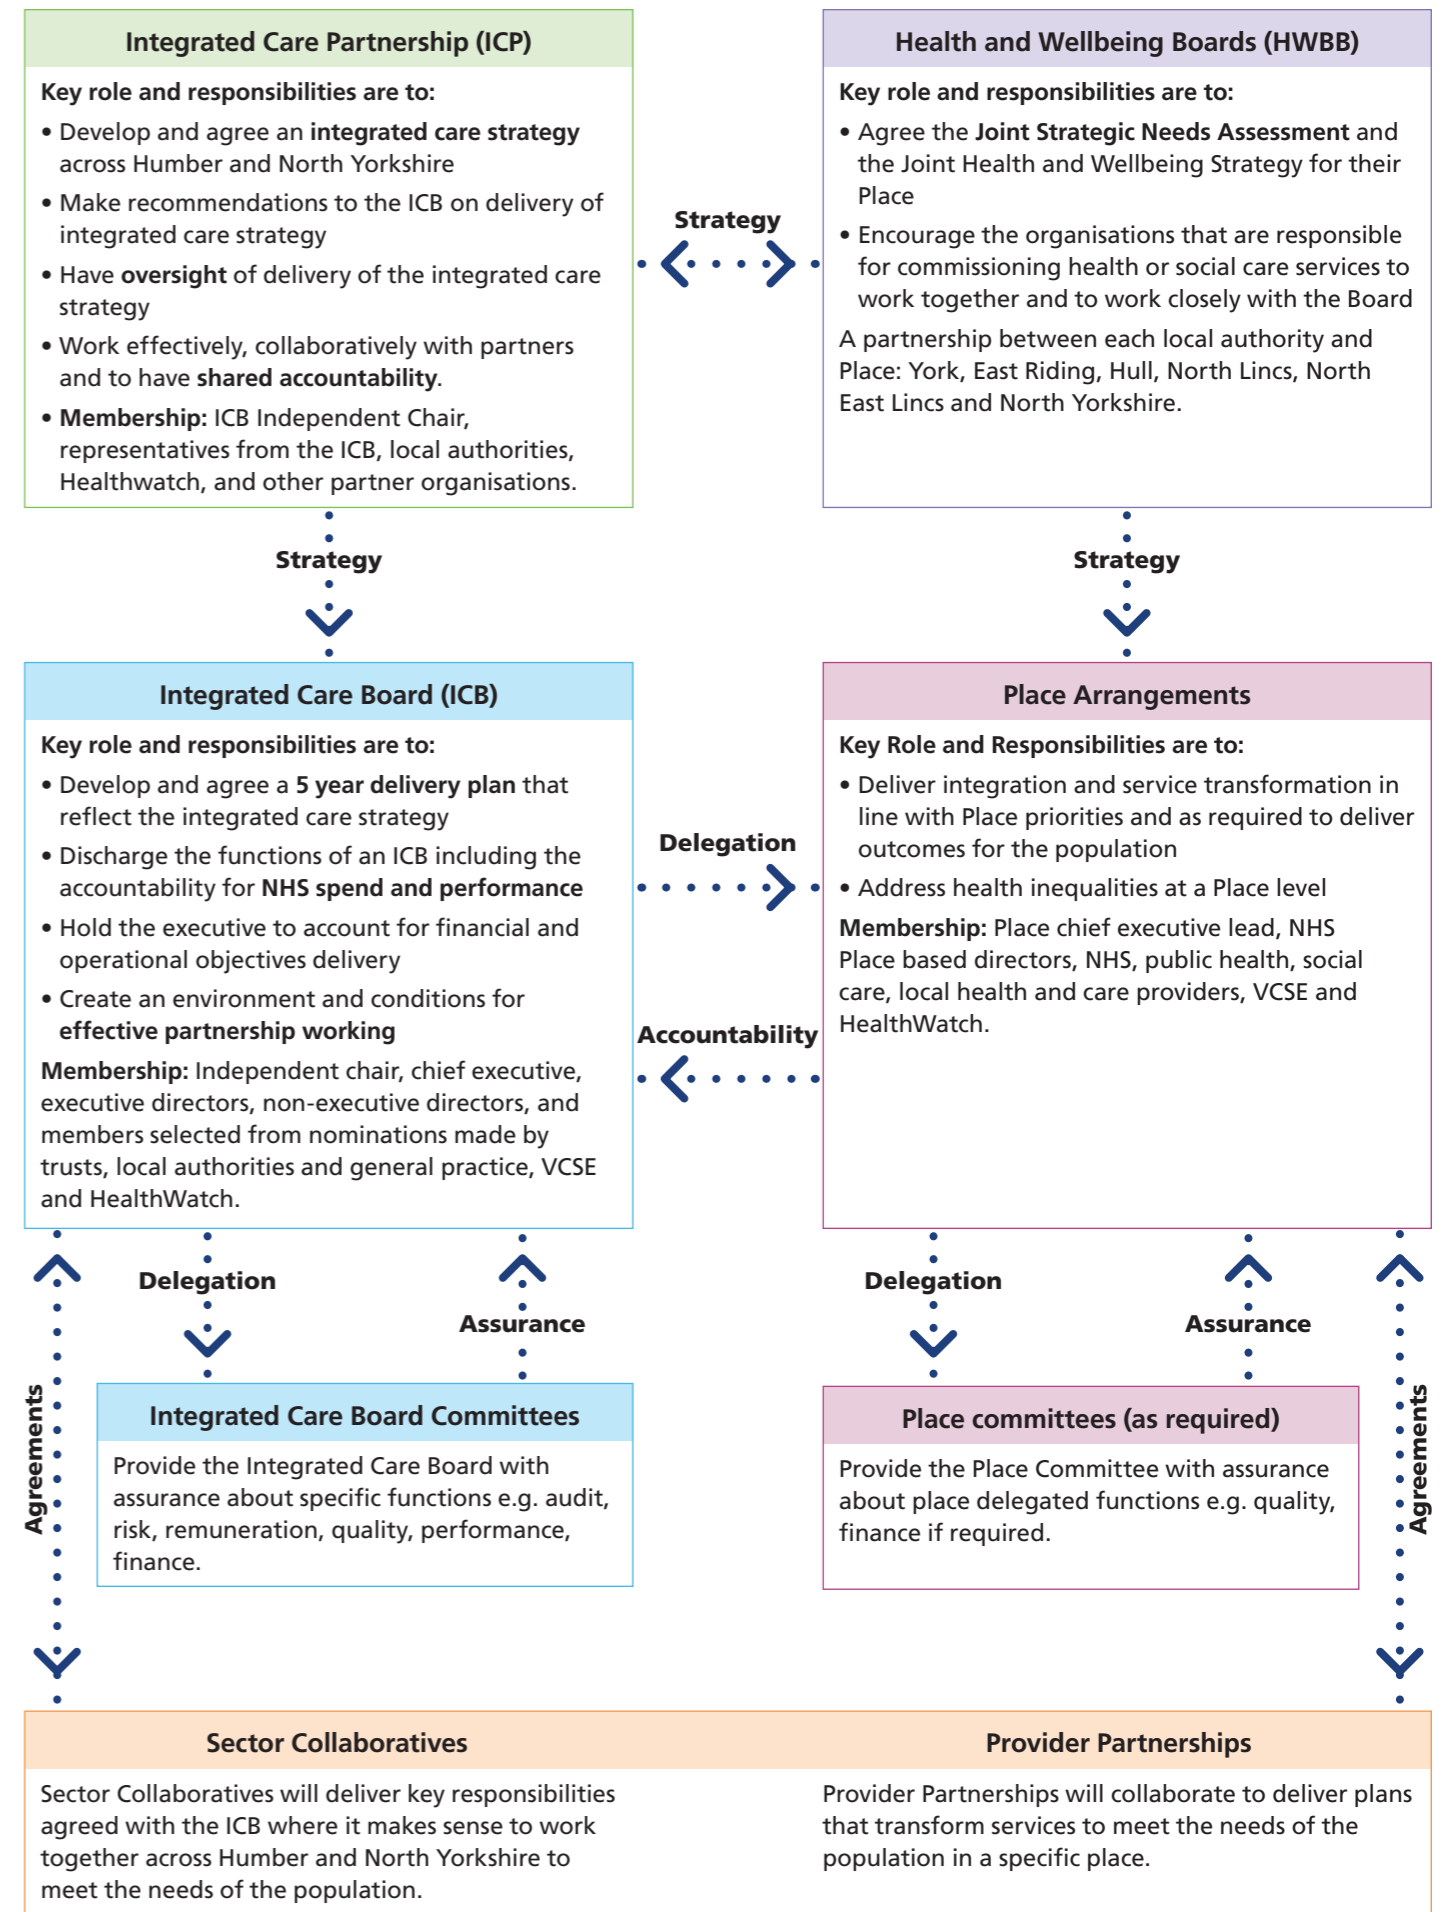 Integrated Care Partnership (ICP)
Key role and responsibilities are to:
• Develop and agree an integrated care strategy
across Humber and North Yorkshire
• Make recommendations to the ICB on delivery of
integrated care strategy
• Have oversight of delivery of the integrated care
strategy
• Work effectively, collaboratively with partners
and to have shared accountability.
• Membership: ICB Independent Chair,
representatives from the ICB, local authorities,
Healthwatch, and other partner organisations.
Strategy
Health and Wellbeing Boards (HWBB)
Key role and responsibilities are to:
• Agree the Joint Strategic Needs Assessment and
the Joint Health and Wellbeing Strategy for their
Place
• Encourage the organisations that are responsible
for commissioning health or social care services to
work together and to work closely with the Board
A partnership between each local authority and
Place: York, East Riding, Hull, North Lincs, North
East Lincs and North Yorkshire.
Strategy
Strategy
Integrated Care Board (ICB)
Key role and responsibilities are to:
• Develop and agree a 5 year delivery plan that
reflect the integrated care strategy
• Discharge the functions of an ICB including the
accountability for NHS spend and performance
• Hold the executive to account for financial and
operational objectives delivery
• Create an environment and conditions for
effective partnership working
Membership: Independent chair, chief executive,
executive directors, non-executive directors, and
members selected from nominations made by
trusts, local authorities and general practice, VCSE
and HealthWatch.
Delegation
Accountability
Place Arrangements
Key Role and Responsibilities are to:
• Deliver integration and service transformation in
line with Place priorities and as required to deliver
outcomes for the population
• Address health inequalities at a Place level
Membership: Place chief executive lead, NHS
Place based directors, NHS, public health, social
care, local health and care providers, VCSE and
HealthWatch.
Delegation
Assurance
Delegation
Assurance
Agreements
Integrated Care Board Committees
Provide the Integrated Care Board with
assurance about specific functions e.g. audit,
risk, remuneration, quality, performance,
finance.
Place committees (as required)
Provide the Place Committee with assurance
about place delegated functions e.g. quality,
finance if required.
Agreements
Sector Collaboratives
Sector Collaboratives will deliver key responsibilities
agreed with the ICB where it makes sense to work
together across Humber and North Yorkshire to
meet the needs of the population.
Provider Partnerships
Provider Partnerships will collaborate to deliver plans
that transform services to meet the needs of the
population in a specific place.